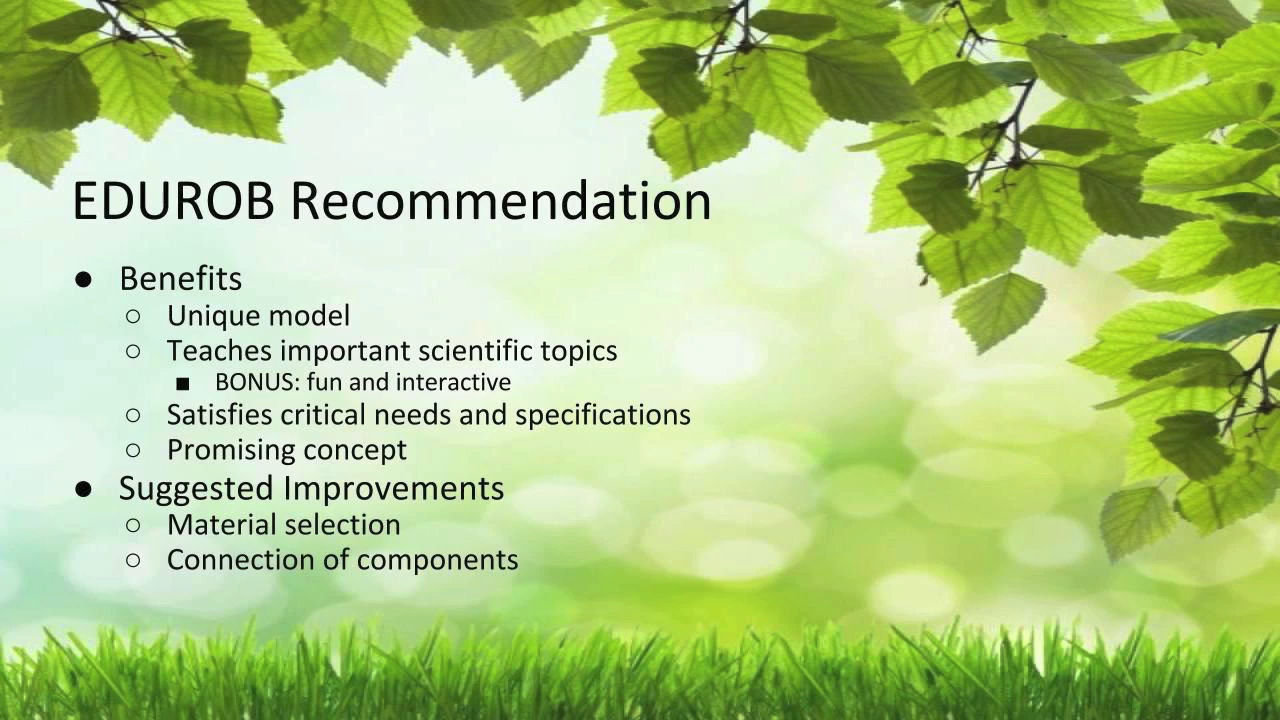 EDUROB Recommendation
● Benefits
○ Unique model
○ Teaches important scientific topics
■ BONUS: fun and interactive
○ Satisfies critical needs and specifications
○ Promising concept
● Suggested Improvements
○ Material selection
○ Connection of components